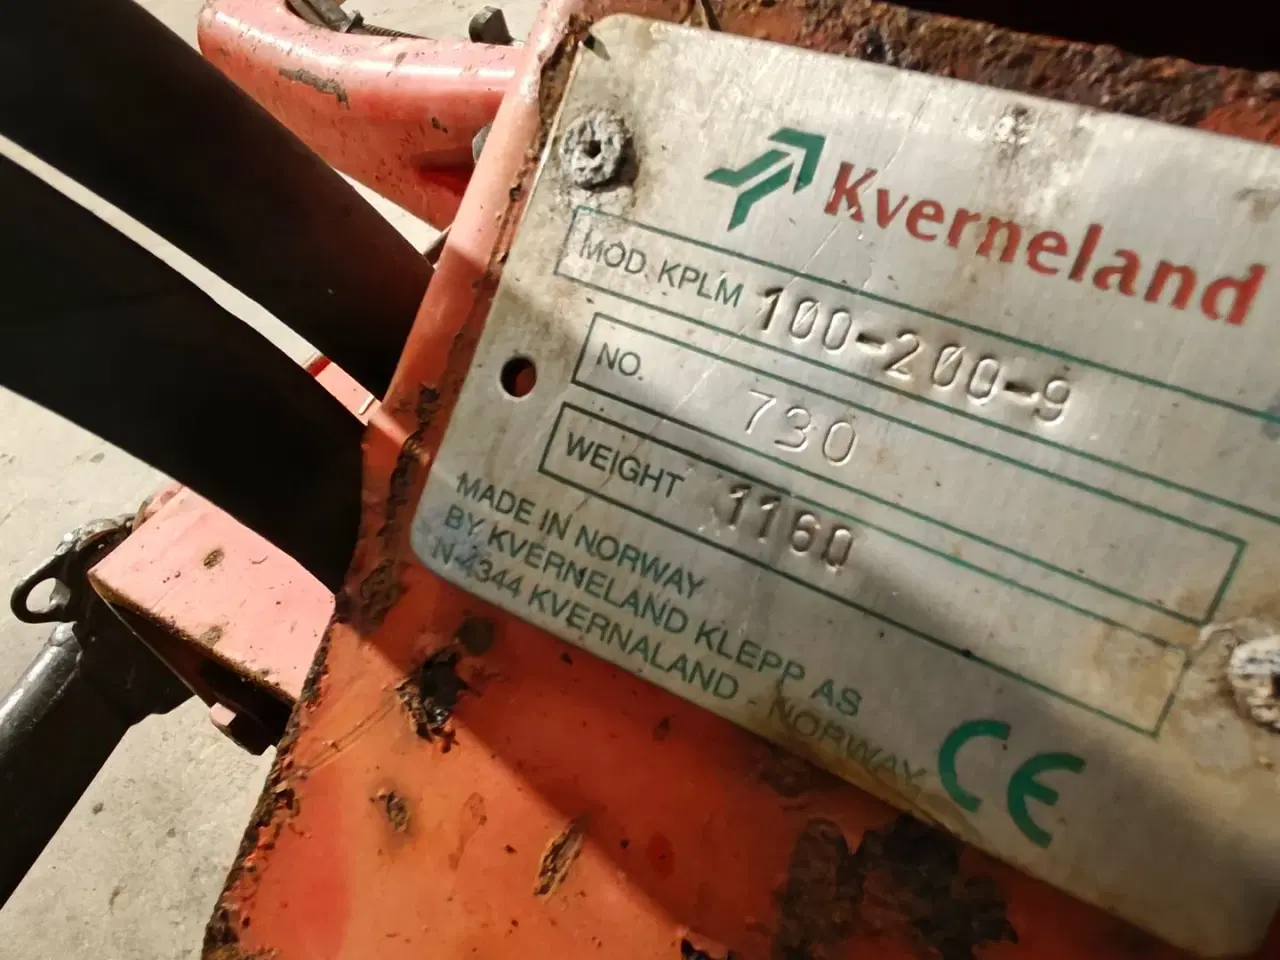 Kverneland
MOD. KPLM 100-200-9
NO. 730
WEIGHT 1160
MADE IN NORWAY
BY KVERNELAND KLEPP AS
N-4344 KVERNALAND - NORWAY
CE